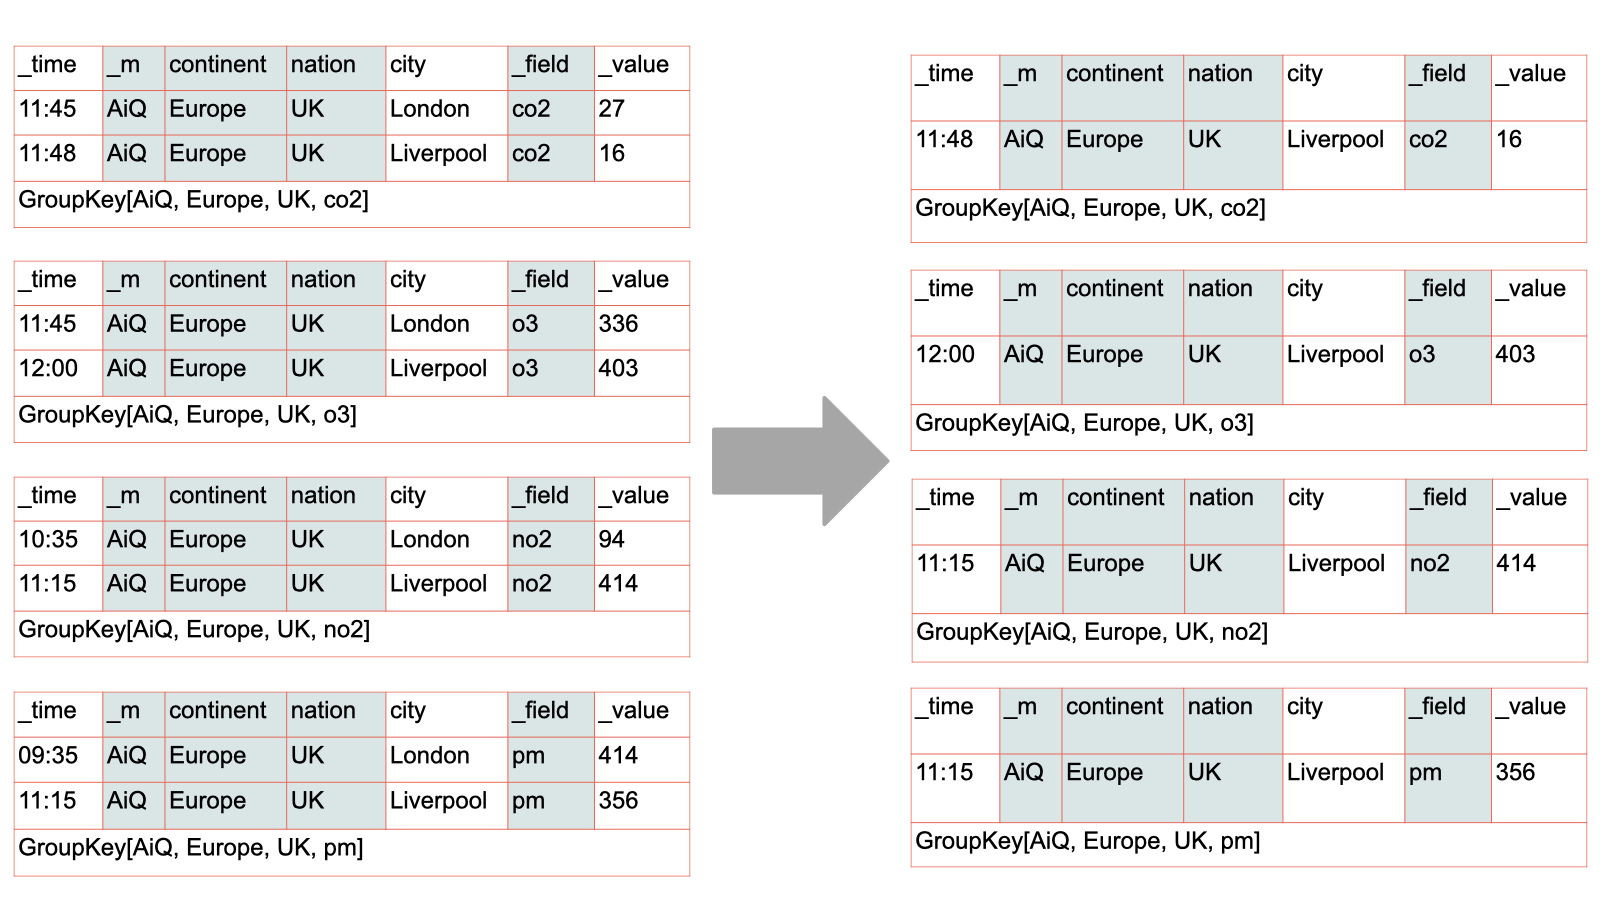 _time _m continent nation city _field _value
11:45 AiQ Europe UK London co2 27
11:48 AiQ Europe UK Liverpool co2 16
GroupKey[AiQ, Europe, UK, co2]
_time _m continent nation city _field _value
11:45 AiQ Europe UK London o3 336
12:00 AiQ Europe UK Liverpool o3 403
GroupKey[AiQ, Europe, UK, o3]
_time _m continent nation city _field _value
10:35 AiQ Europe UK London no2 94
11:15 AiQ Europe UK Liverpool no2 414
GroupKey[AiQ, Europe, UK, no2]
_time _m continent nation city _field _value
09:35 AiQ Europe UK London pm 414
11:15 AiQ Europe UK Liverpool pm 356
GroupKey[AiQ, Europe, UK, pm]
_time _m continent nation city _field _value
11:48 AiQ Europe UK Liverpool co2 16
GroupKey[AiQ, Europe, UK, co2]
_time _m continent nation city _field _value
12:00 AiQ Europe UK Liverpool o3 403
GroupKey[AiQ, Europe, UK, o3]
_time _m continent nation city _field _value
11:15 AiQ Europe UK Liverpool no2 414
GroupKey[AiQ, Europe, UK, no2]
_time _m continent nation city _field _value
11:15 AiQ Europe UK Liverpool pm 356
GroupKey[AiQ, Europe, UK, pm]